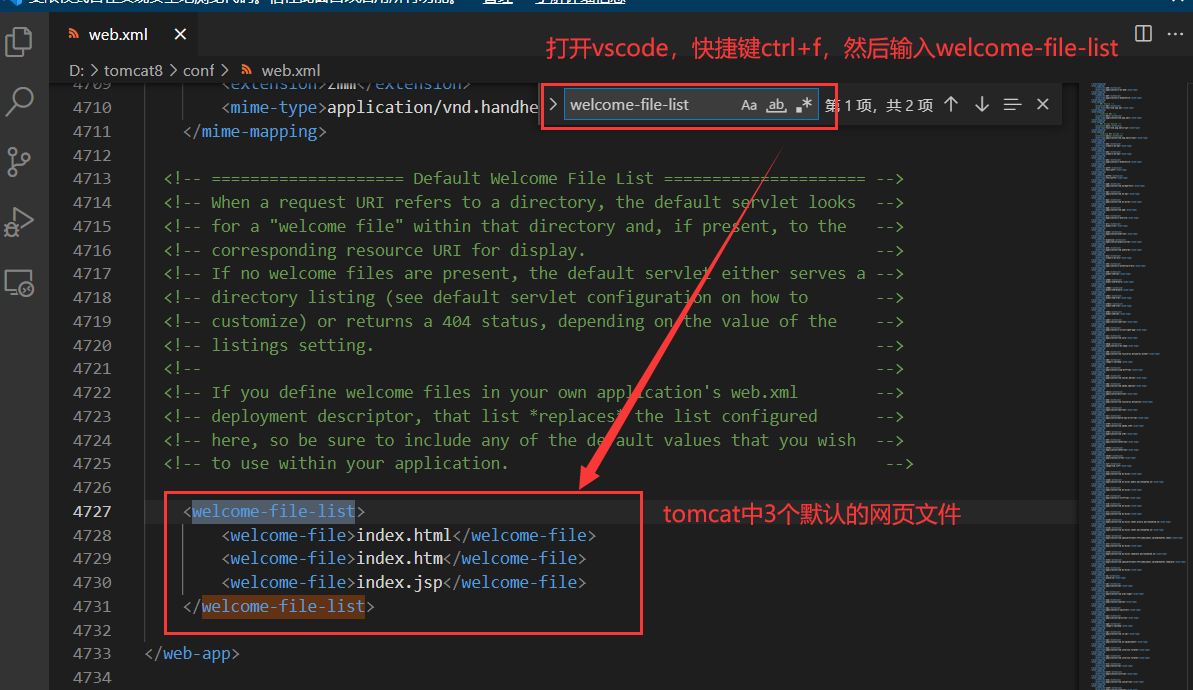 web.xml
打开vscode，快捷键ctrl+f，然后输入welcome-file-list
D: > tomcat8 > conf > web.xml
4709 <extension>zmm</extension>
welcome-file-list Aa ab .* 第 1 项，共 2 项
4710 <mime-type>application/vnd.handhe
4711 </mime-mapping>
4712
4713 <!-- ==================== Default Welcome File List ===================== -->
4714 <!-- When a request URI refers to a directory, the default servlet looks -->
4715 <!-- for a "welcome file" within that directory and, if present, to the -->
4716 <!-- corresponding resource URI for display. -->
4717 <!-- If no welcome files are present, the default servlet either serves a -->
4718 <!-- directory listing (see default servlet configuration on how to -->
4719 <!-- customize) or returns a 404 status, depending on the value of the -->
4720 <!-- listings setting. -->
4721 <!-- -->
4722 <!-- If you define welcome files in your own application's web.xml -->
4723 <!-- deployment descriptor, that list *replaces* the list configured -->
4724 <!-- here, so be sure to include any of the default values that you wish -->
4725 <!-- to use within your application. -->
4726
4727 <welcome-file-list>
tomcat中3个默认的网页文件
4728 <welcome-file>index.html</welcome-file>
4729 <welcome-file>index.htm</welcome-file>
4730 <welcome-file>index.jsp</welcome-file>
4731 </welcome-file-list>
4732
4733 </web-app>
4734